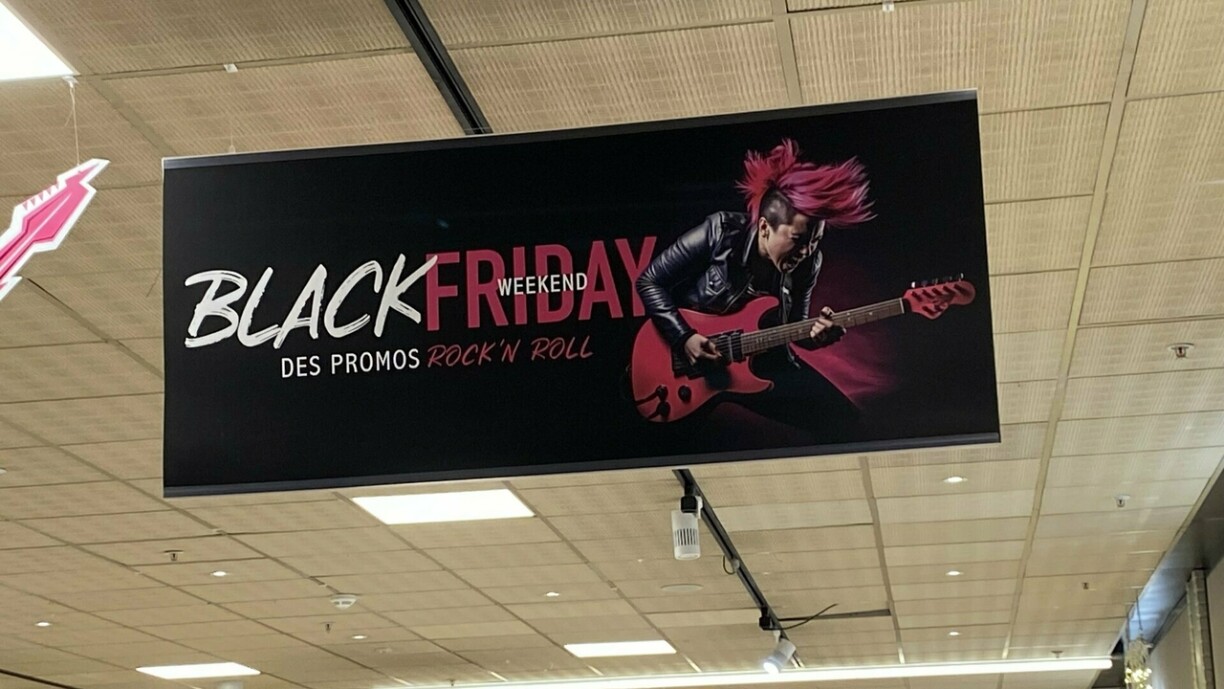 BLACK FRIDAY
WEEKEND
DES PROMOS ROCK'N ROLL